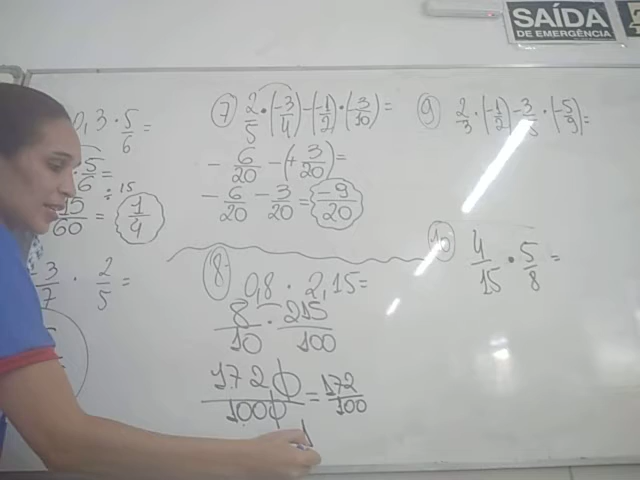 SAÍDA
DE EMERGÊNCIA
0,3 · 5/6 =
15/60 = 1/4
: 15
3/7 · 2/5 =
7 2/5 · (-3/4) - (-1/2) · (-3/10) =
- 6/20 - (+ 3/20) =
- 6/20 - 3/20 = -9/20
8 0,8 · 2,15 =
8/10 · 215/100
1720/1000 = 172/100
9 2/3 · (-1/2) - 3/5 · (-5/9) =
10 4/15 · 5/8 =